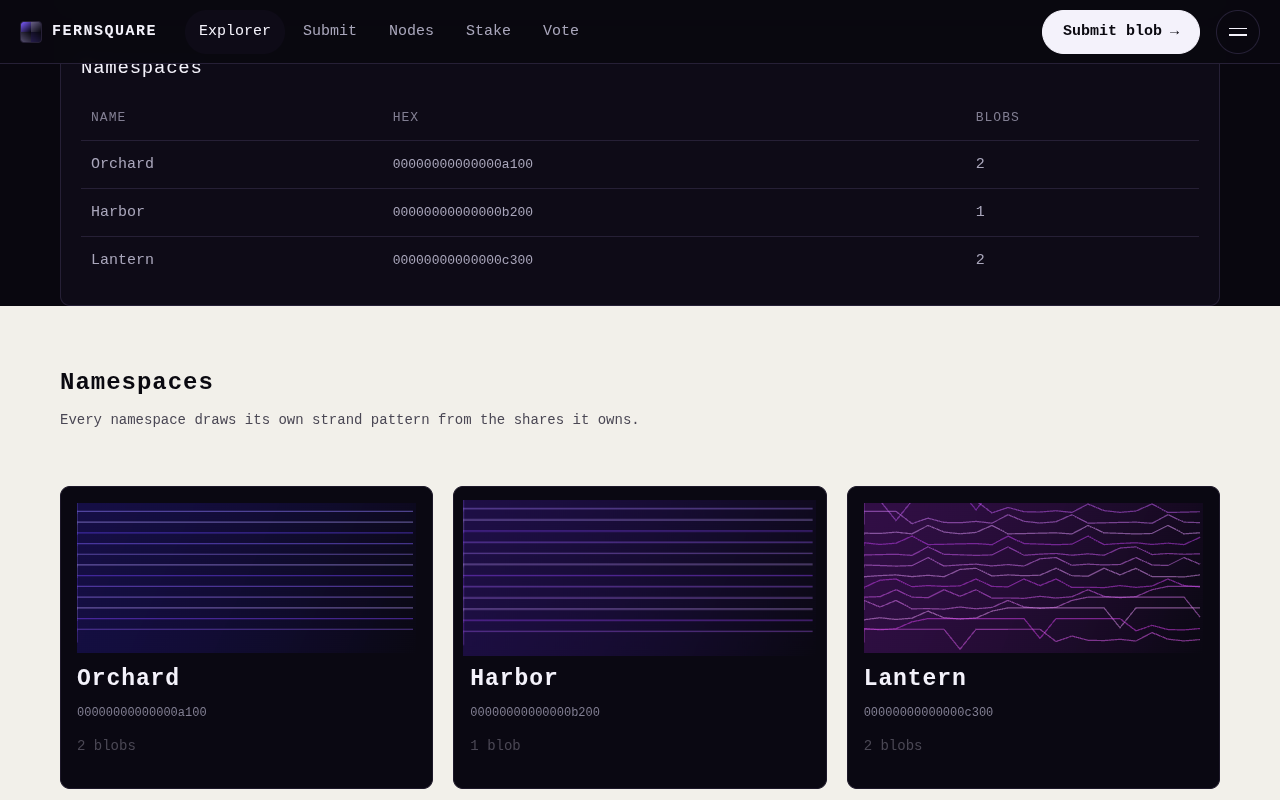 FERNSQUARE Explorer Submit Nodes Stake Vote Submit blob →
Namespaces
NAME HEX BLOBS
Orchard 00000000000000a100 2
Harbor 00000000000000b200 1
Lantern 00000000000000c300 2
Namespaces
Every namespace draws its own strand pattern from the shares it owns.
Orchard
00000000000000a100
2 blobs
Harbor
00000000000000b200
1 blob
Lantern
00000000000000c300
2 blobs